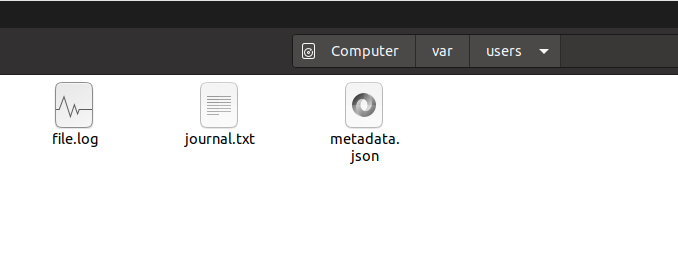 Computer var users
file.log journal.txt metadata.
json